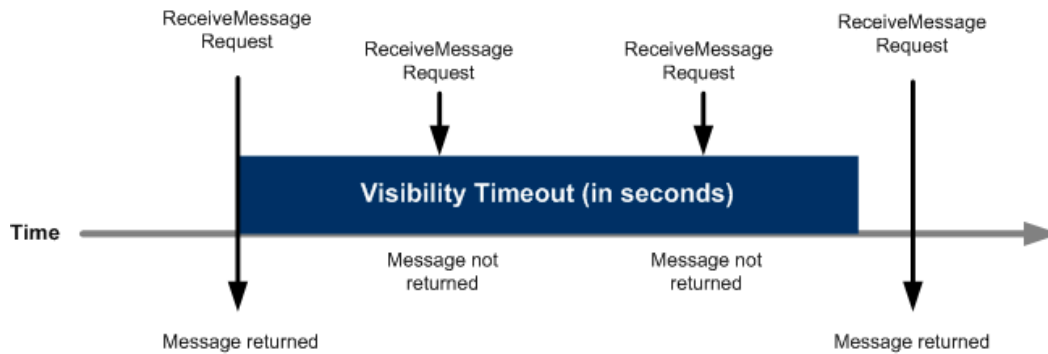 ReceiveMessage
Request
ReceiveMessage
Request
ReceiveMessage
Request
ReceiveMessage
Request
Visibility Timeout (in seconds)
Time
Message not
returned
Message not
returned
Message returned
Message returned